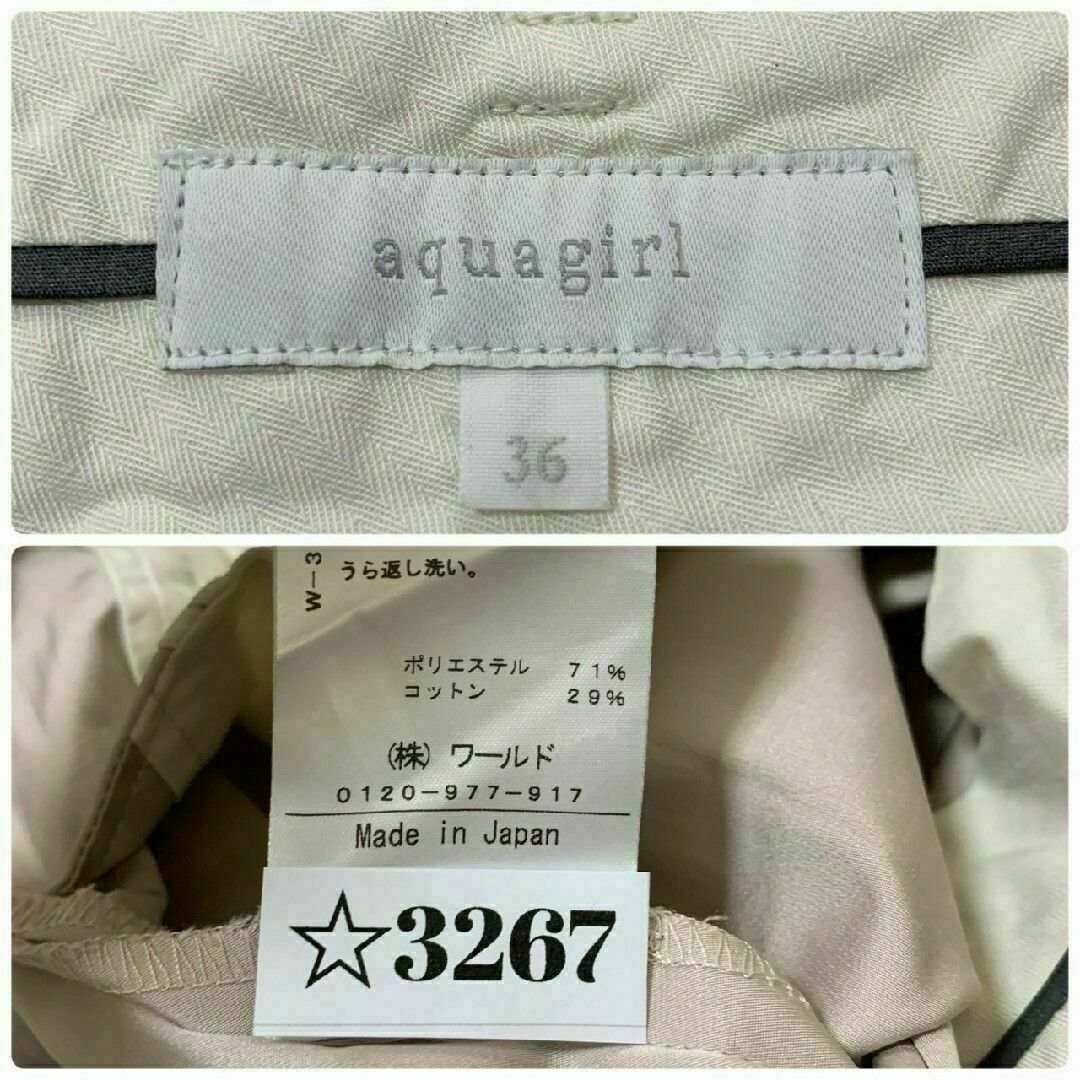 aquagirl
36
W-3
うら返し洗い。
ポリエステル 71%
コットン 29%
(株) ワールド
0120-977-917
Made in Japan
☆3267